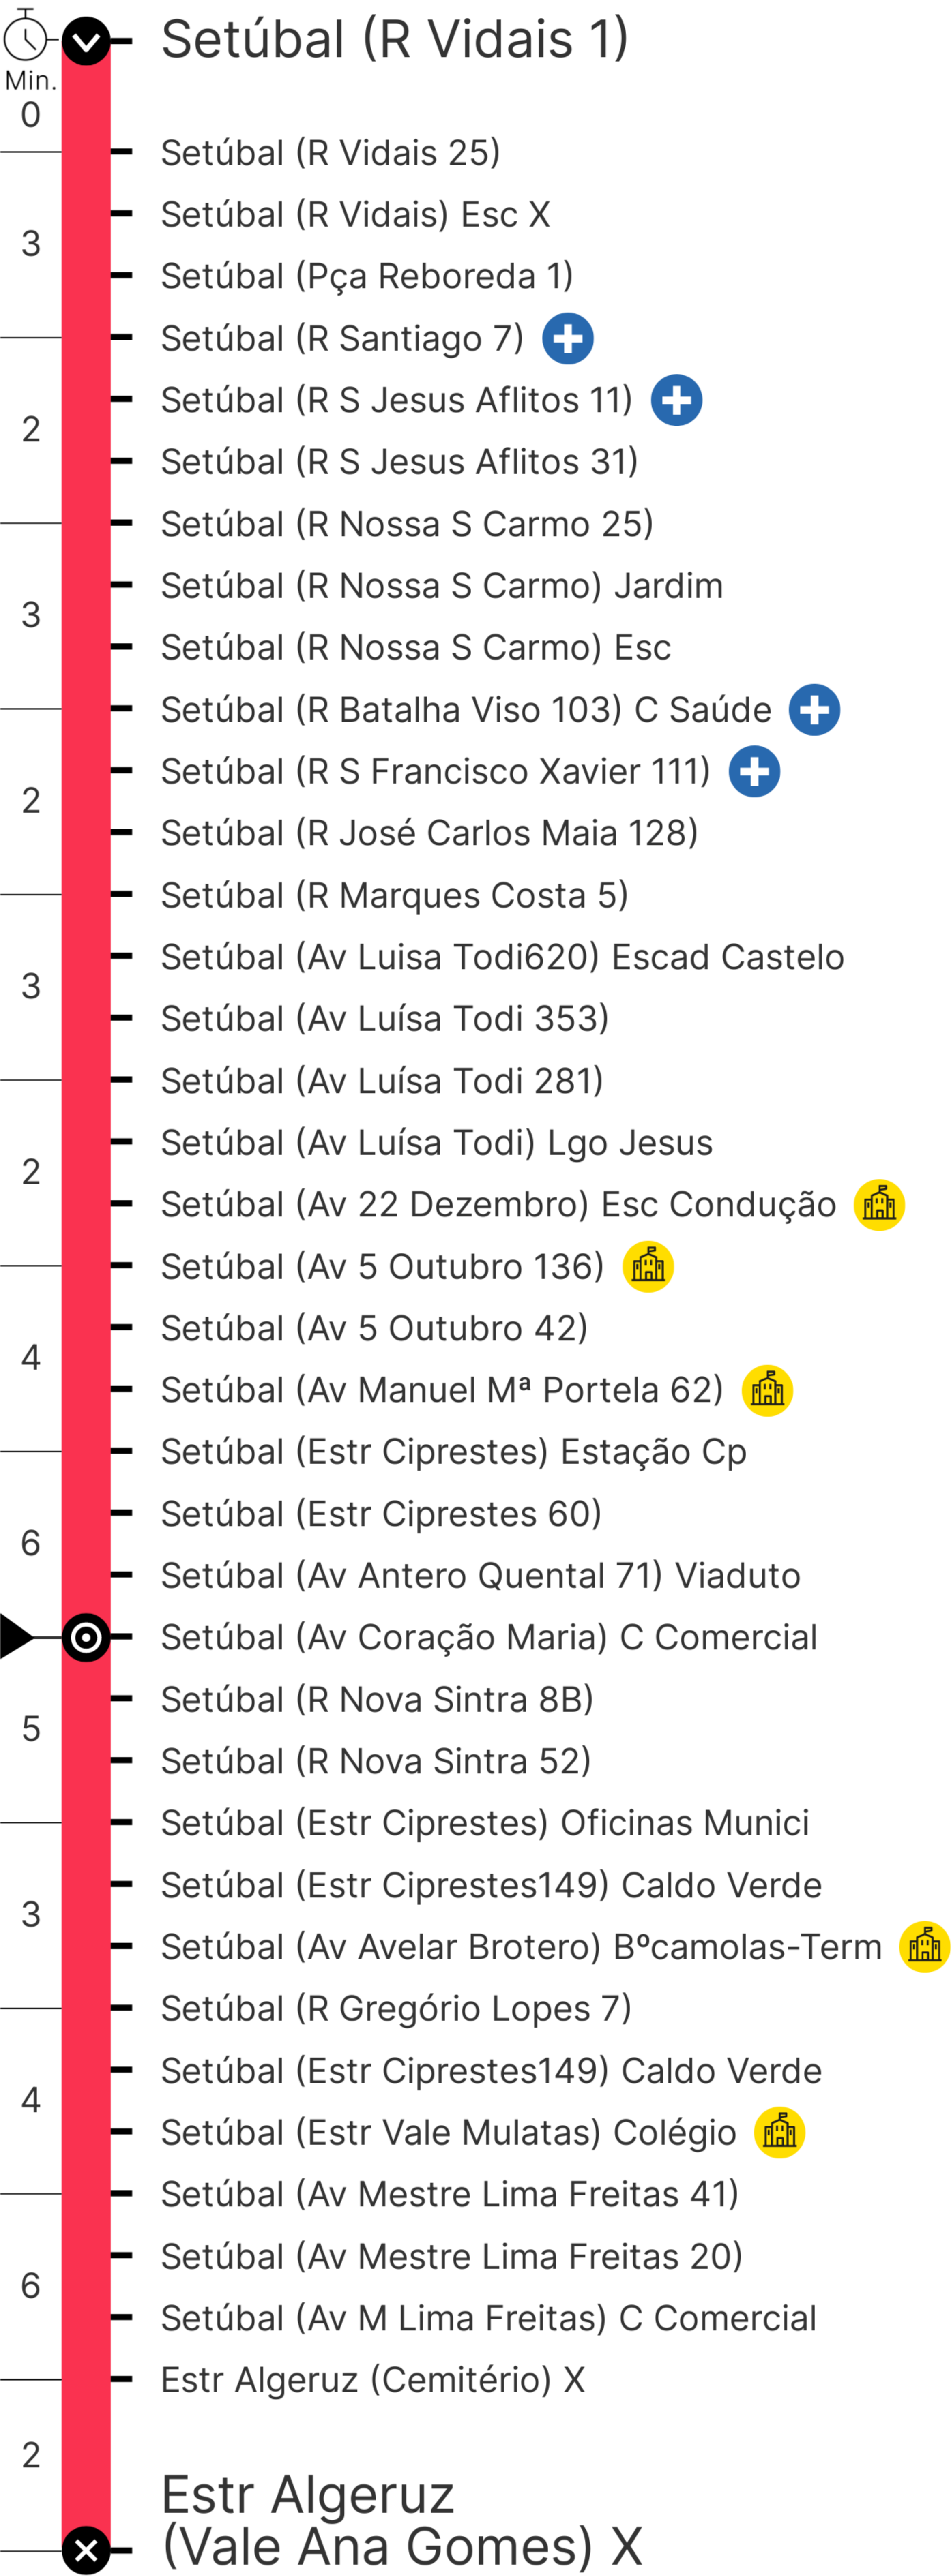 Setúbal (R Vidais 1)
Min.
0
Setúbal (R Vidais 25)
Setúbal (R Vidais) Esc X
3
Setúbal (Pça Reboreda 1)
Setúbal (R Santiago 7)
Setúbal (R S Jesus Aflitos 11)
2
Setúbal (R S Jesus Aflitos 31)
Setúbal (R Nossa S Carmo 25)
Setúbal (R Nossa S Carmo) Jardim
3
Setúbal (R Nossa S Carmo) Esc
Setúbal (R Batalha Viso 103) C Saúde
Setúbal (R S Francisco Xavier 111)
2
Setúbal (R José Carlos Maia 128)
Setúbal (R Marques Costa 5)
Setúbal (Av Luisa Todi620) Escad Castelo
3
Setúbal (Av Luísa Todi 353)
Setúbal (Av Luísa Todi 281)
Setúbal (Av Luísa Todi) Lgo Jesus
2
Setúbal (Av 22 Dezembro) Esc Condução
Setúbal (Av 5 Outubro 136)
Setúbal (Av 5 Outubro 42)
4
Setúbal (Av Manuel Mª Portela 62)
Setúbal (Estr Ciprestes) Estação Cp
Setúbal (Estr Ciprestes 60)
6
Setúbal (Av Antero Quental 71) Viaduto
Setúbal (Av Coração Maria) C Comercial
Setúbal (R Nova Sintra 8B)
5
Setúbal (R Nova Sintra 52)
Setúbal (Estr Ciprestes) Oficinas Munici
Setúbal (Estr Ciprestes149) Caldo Verde
3
Setúbal (Av Avelar Brotero) Bºcamolas-Term
Setúbal (R Gregório Lopes 7)
Setúbal (Estr Ciprestes149) Caldo Verde
4
Setúbal (Estr Vale Mulatas) Colégio
Setúbal (Av Mestre Lima Freitas 41)
Setúbal (Av Mestre Lima Freitas 20)
6
Setúbal (Av M Lima Freitas) C Comercial
Estr Algeruz (Cemitério) X
2
Estr Algeruz
(Vale Ana Gomes) X